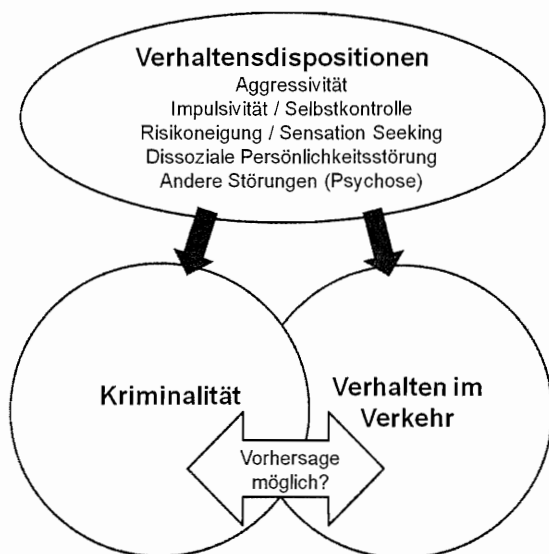 Verhaltensdispositionen
Aggressivität
Impulsivität / Selbstkontrolle
Risikoneigung / Sensation Seeking
Dissoziale Persönlichkeitsstörung
Andere Störungen (Psychose)
Kriminalität
Verhalten im
Verkehr
Vorhersage
möglich?